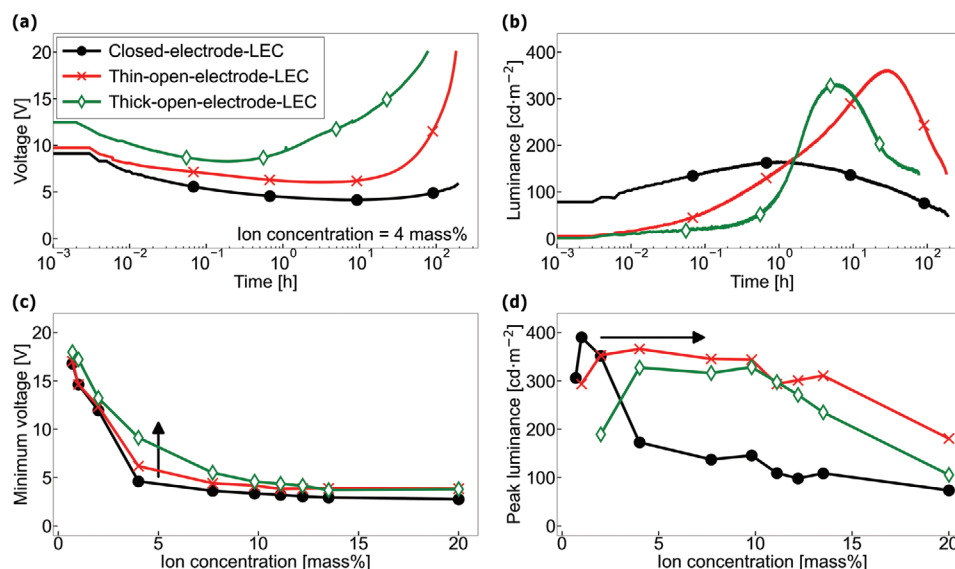 (a)
20
15
10
5
0
Voltage [V]
Closed-electrode-LEC
Thin-open-electrode-LEC
Thick-open-electrode-LEC
Ion concentration = 4 mass%
10⁻³ 10⁻² 10⁻¹ 10⁰ 10¹ 10²
Time [h]
(b)
400
300
200
100
0
Luminance [cd·m⁻²]
10⁻³ 10⁻² 10⁻¹ 10⁰ 10¹ 10²
Time [h]
(c)
20
15
10
5
0
Minimum voltage [V]
0 5 10 15 20
Ion concentration [mass%]
(d)
400
300
200
100
0
Peak luminance [cd·m⁻²]
0 5 10 15 20
Ion concentration [mass%]